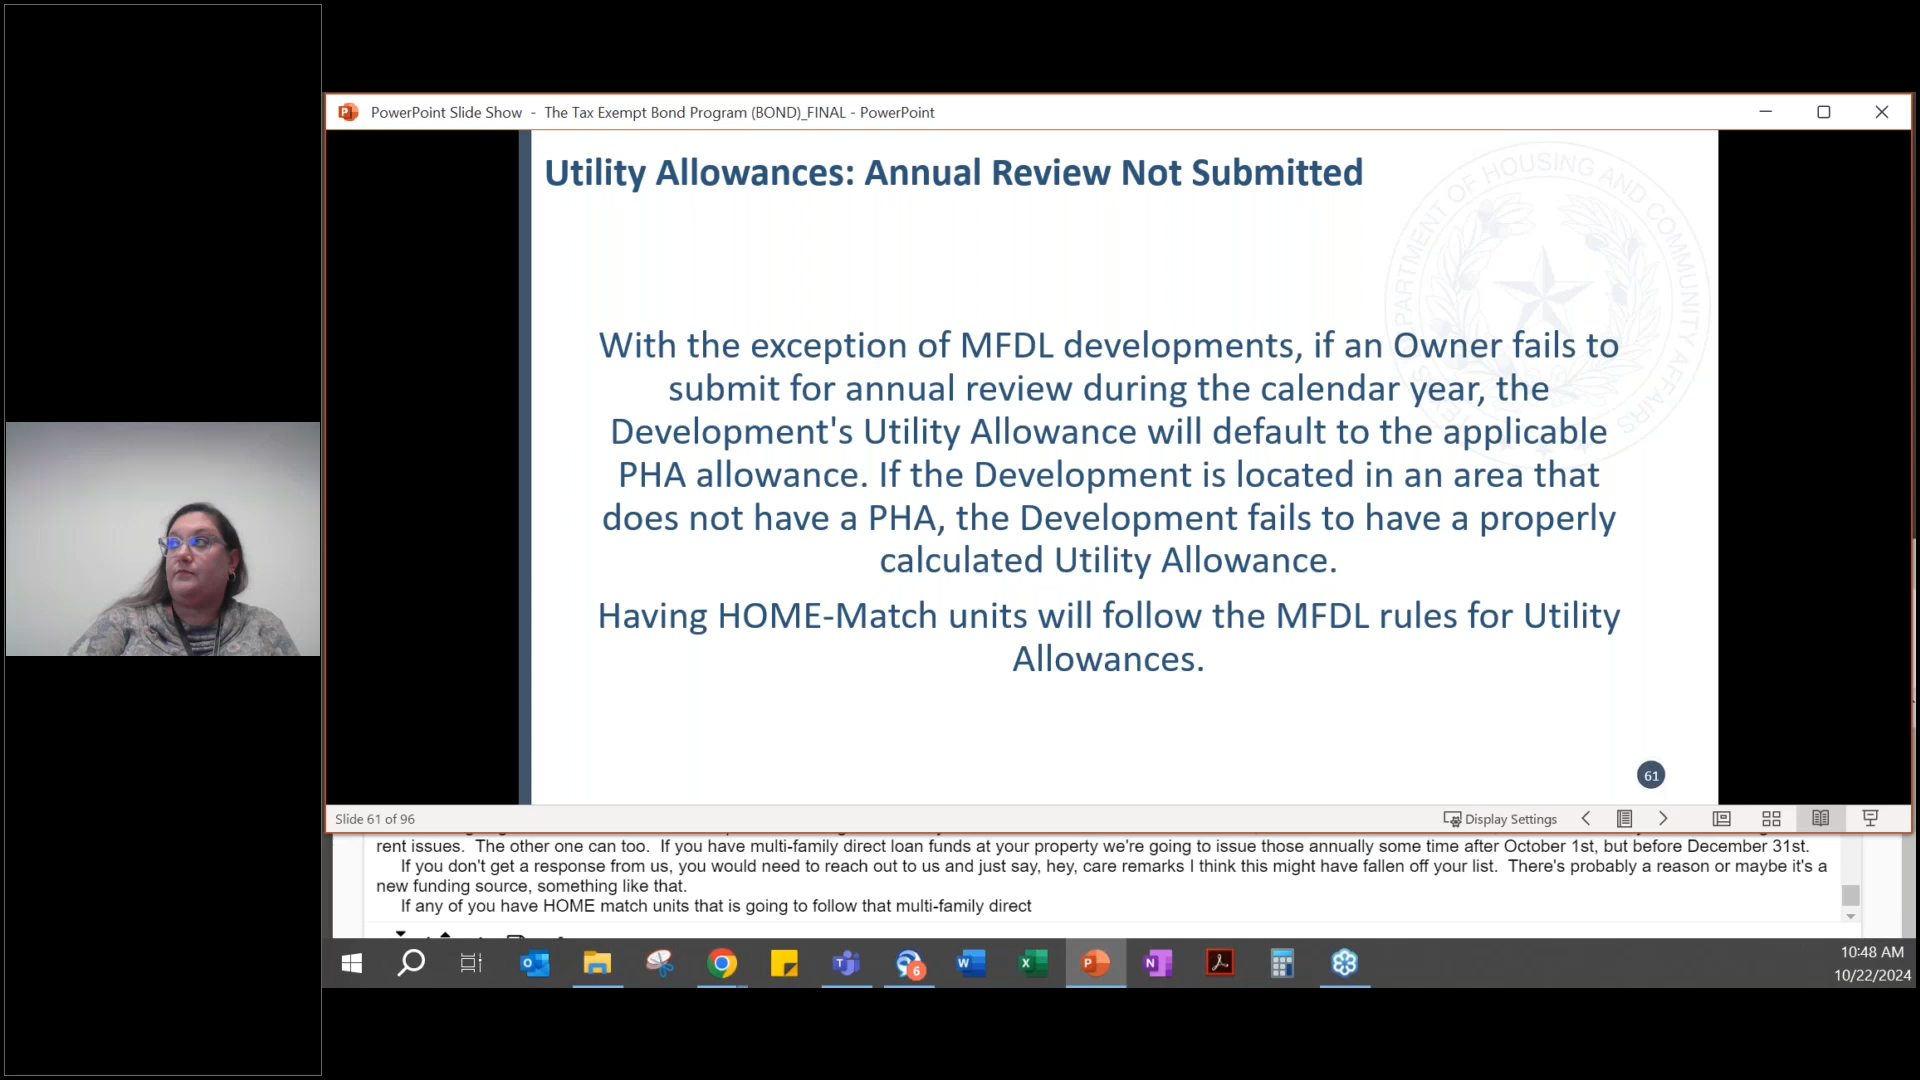 PowerPoint Slide Show - The Tax Exempt Bond Program (BOND)_FINAL - PowerPoint
Utility Allowances: Annual Review Not Submitted
With the exception of MFDL developments, if an Owner fails to
submit for annual review during the calendar year, the
Development's Utility Allowance will default to the applicable
PHA allowance. If the Development is located in an area that
does not have a PHA, the Development fails to have a properly
calculated Utility Allowance.
Having HOME-Match units will follow the MFDL rules for Utility
Allowances.
61
Slide 61 of 96
Display Settings
rent issues. The other one can too. If you have multi-family direct loan funds at your property we're going to issue those annually some time after October 1st, but before December 31st.
If you don't get a response from us, you would need to reach out to us and just say, hey, care remarks I think this might have fallen off your list. There's probably a reason or maybe it's a
new funding source, something like that.
If any of you have HOME match units that is going to follow that multi-family direct
6
10:48 AM
10/22/2024